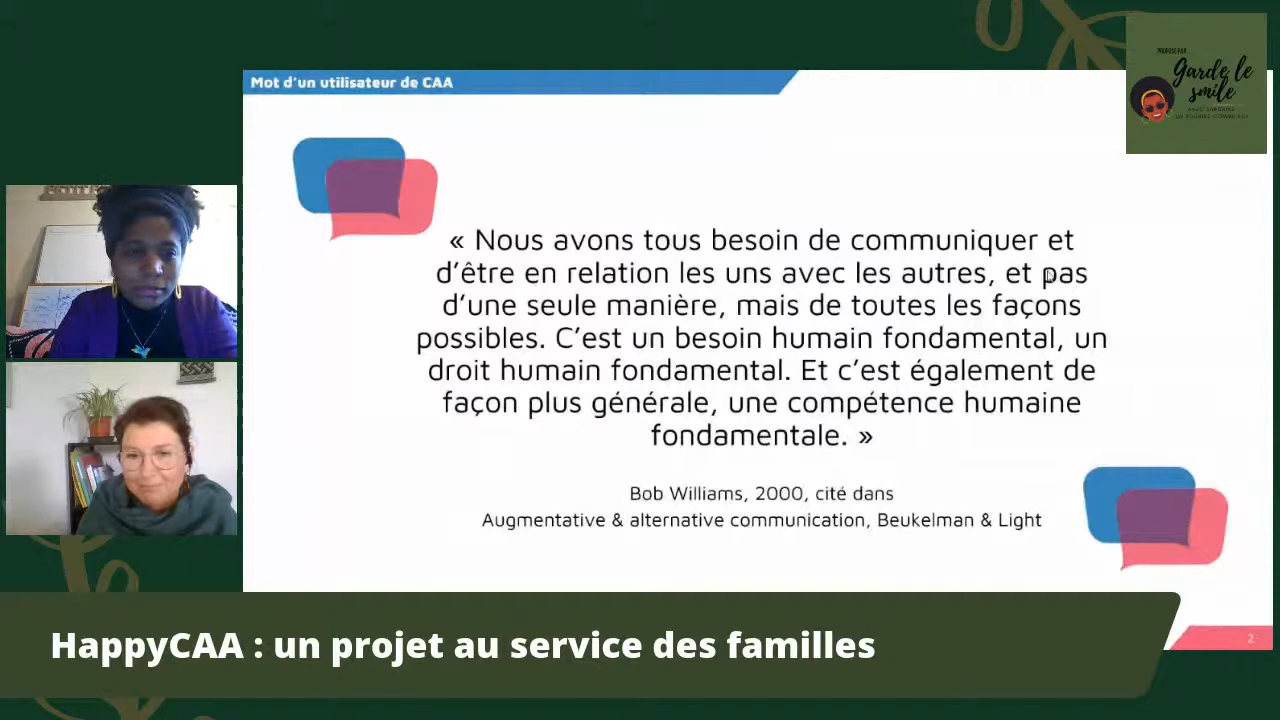 Mot d'un utilisateur de CAA
PROPOSÉ PAR
Garde le
smile
« Nous avons tous besoin de communiquer et
d'être en relation les uns avec les autres, et pas
d'une seule manière, mais de toutes les façons
possibles. C'est un besoin humain fondamental, un
droit humain fondamental. Et c'est également de
façon plus générale, une compétence humaine
fondamentale. »
Bob Williams, 2000, cité dans
Augmentative & alternative communication, Beukelman & Light
2
HappyCAA : un projet au service des familles